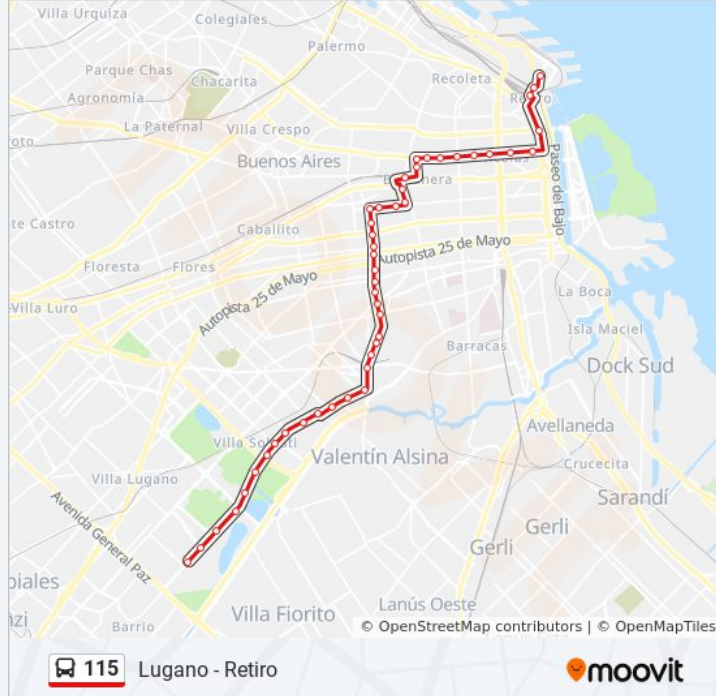 Villa Urquiza
Colegiales
Palermo
Parque Chas
Chacarita
Recoleta
Agronomía
Retiro
La Paternal
Villa Crespo
Buenos Aires
Paseo del Bajo
te Castro
Caballito
Floresta
Flores
Autopista 25 de Mayo
Autopista 25 de Mayo
La Boca
Villa Luro
Isla Maciel
Barracas
Dock Sud
Avellaneda
Villa Soldati
Valentín Alsina
Crucecita
Villa Lugano
Sarandí
Avenida General Paz
Gerli
Gerli
piales
Lanús Oeste
Villa Fiorito
nzi
Barrio
© OpenStreetMap contributors | © OpenMapTiles
115 Lugano - Retiro
moovit